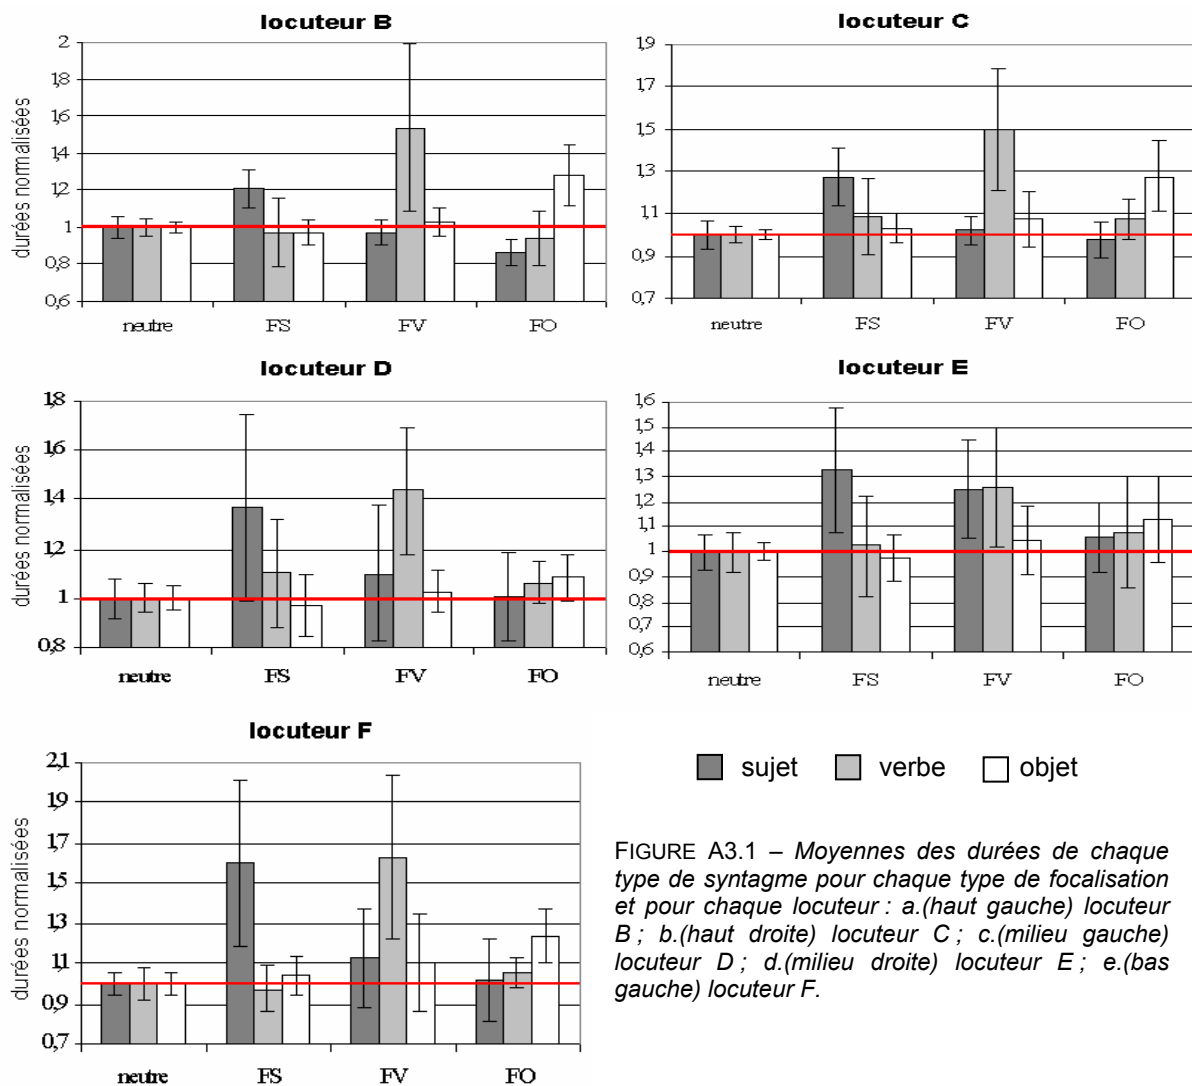 locuteur B
durées normalisées
2
1,8
1,6
1,4
1,2
1
0,8
0,6
neutre FS FV FO
locuteur C
1,9
1,7
1,5
1,3
1,1
0,9
0,7
neutre FS FV FO
locuteur D
durées normalisées
1,8
1,6
1,4
1,2
1
0,8
neutre FS FV FO
locuteur E
1,6
1,5
1,4
1,3
1,2
1,1
1
0,9
0,8
0,7
0,6
neutre FS FV FO
locuteur F
durées normalisées
2,1
1,9
1,7
1,5
1,3
1,1
0,9
0,7
neutre FS FV FO
sujet verbe objet
FIGURE A3.1 – Moyennes des durées de chaque
type de syntagme pour chaque type de focalisation
et pour chaque locuteur : a.(haut gauche) locuteur
B ; b.(haut droite) locuteur C ; c.(milieu gauche)
locuteur D ; d.(milieu droite) locuteur E ; e.(bas
gauche) locuteur F.